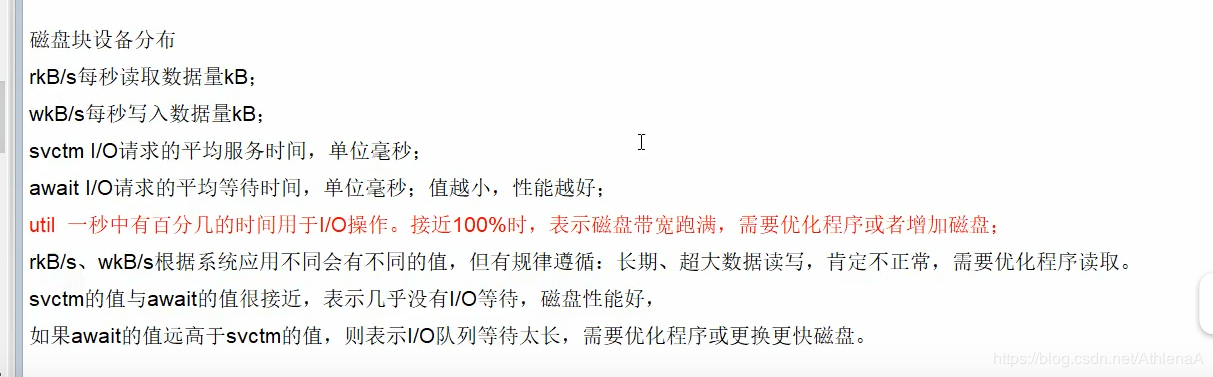 磁盘块设备分布
rkB/s每秒读取数据量kB；
wkB/s每秒写入数据量kB；
svctm I/O请求的平均服务时间，单位毫秒；
await I/O请求的平均等待时间，单位毫秒；值越小，性能越好；
util 一秒中有百分几的时间用于I/O操作。接近100%时，表示磁盘带宽跑满，需要优化程序或者增加磁盘；
rkB/s、wkB/s根据系统应用不同会有不同的值，但有规律遵循：长期、超大数据读写，肯定不正常，需要优化程序读取。
svctm的值与await的值很接近，表示几乎没有I/O等待，磁盘性能好，
如果await的值远高于svctm的值，则表示I/O队列等待太长，需要优化程序或更换更快磁盘。
https://blog.csdn.net/AthlenaA